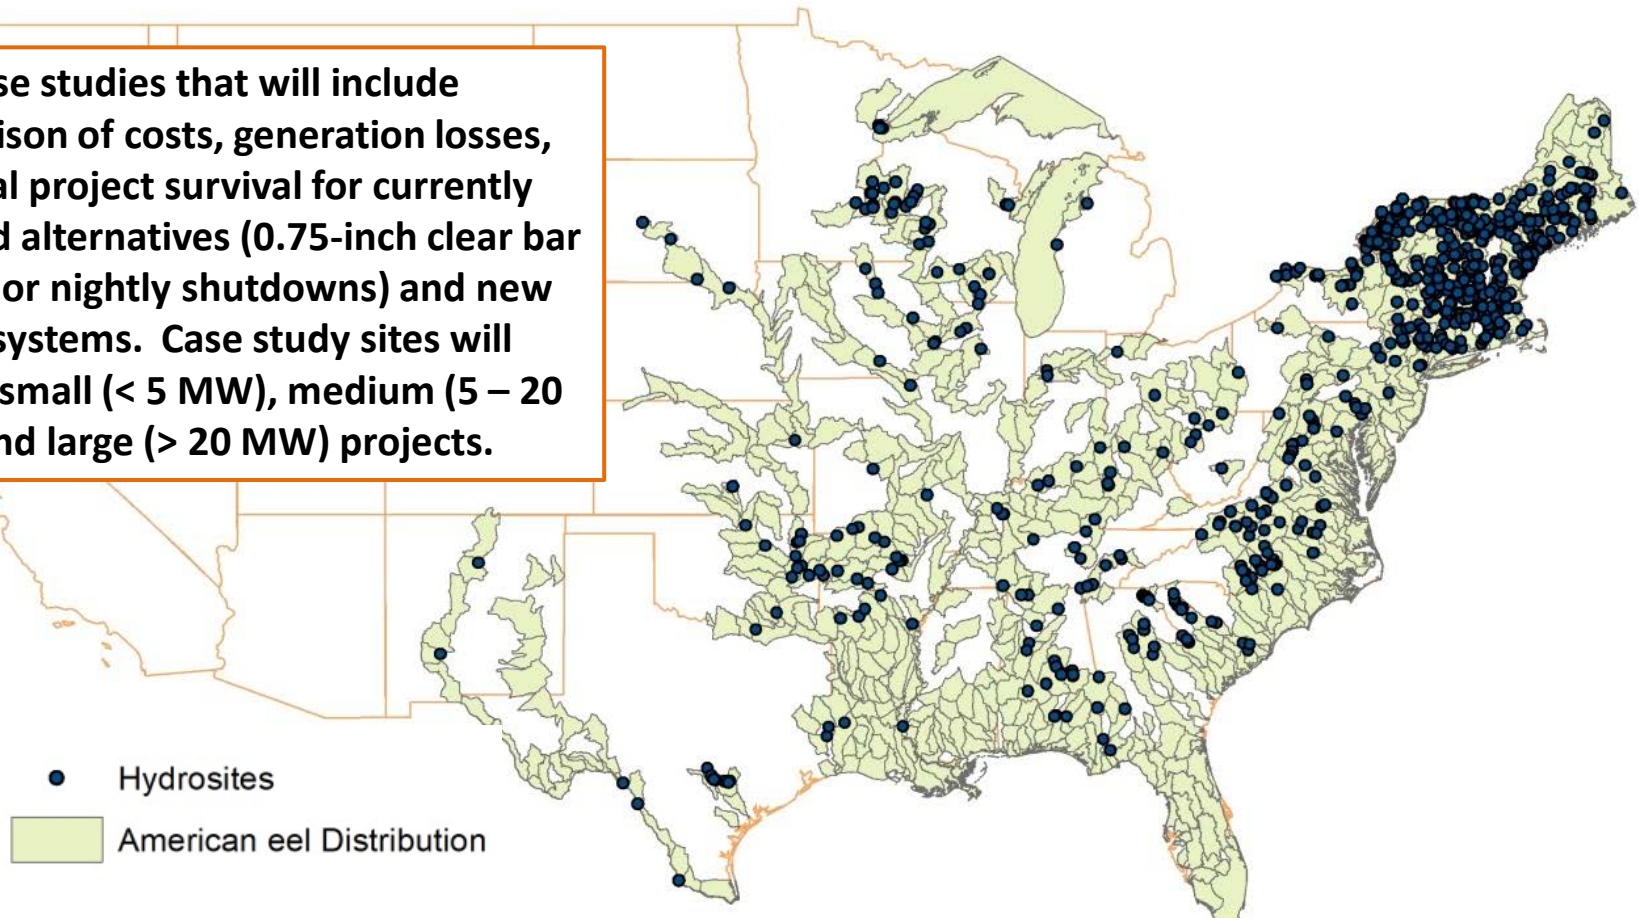 se studies that will include
ison of costs, generation losses,
al project survival for currently
d alternatives (0.75-inch clear bar
or nightly shutdowns) and new
systems.  Case study sites will
small (< 5 MW), medium (5 – 20
nd large (> 20 MW) projects.
Hydrosites
American eel Distribution